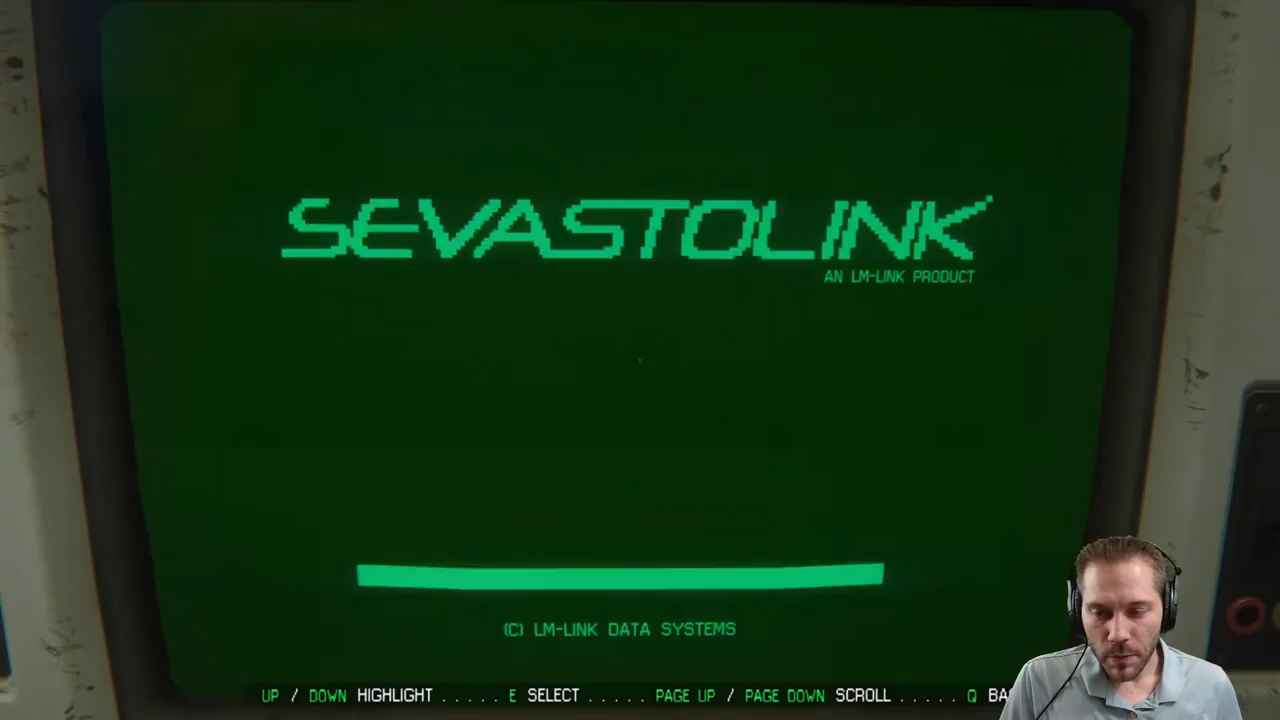 SEVASTOLINK
AN LM-LINK PRODUCT
(C) LM-LINK DATA SYSTEMS
UP / DOWN HIGHLIGHT ..... E SELECT ..... PAGE UP / PAGE DOWN SCROLL ..... Q